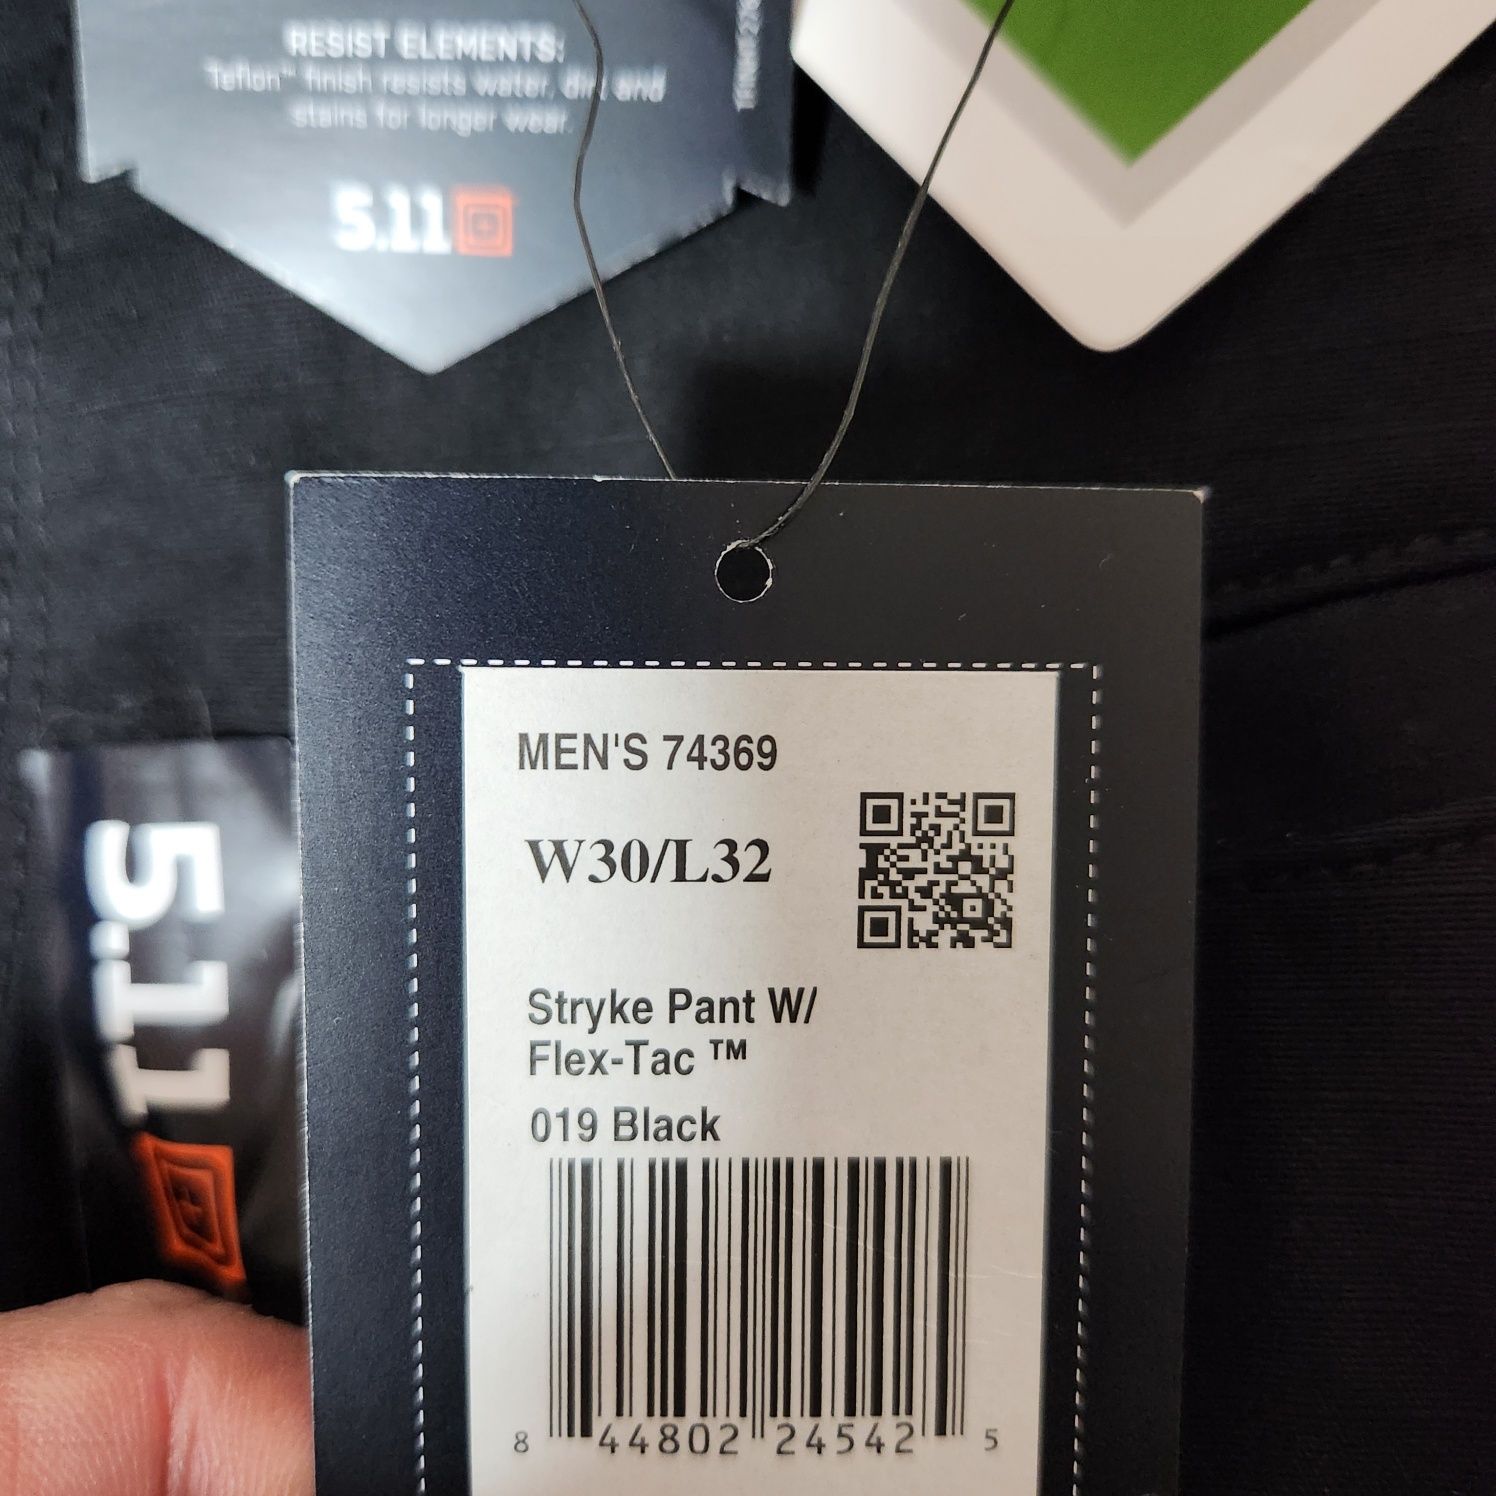 RESIST ELEMENTS:
Teflon™ finish resists water, dirt and
stains for longer wear.
5.11
MEN'S 74369
W30/L32
Stryke Pant W/
Flex-Tac ™
019 Black
8 44802 24542 5
5.11